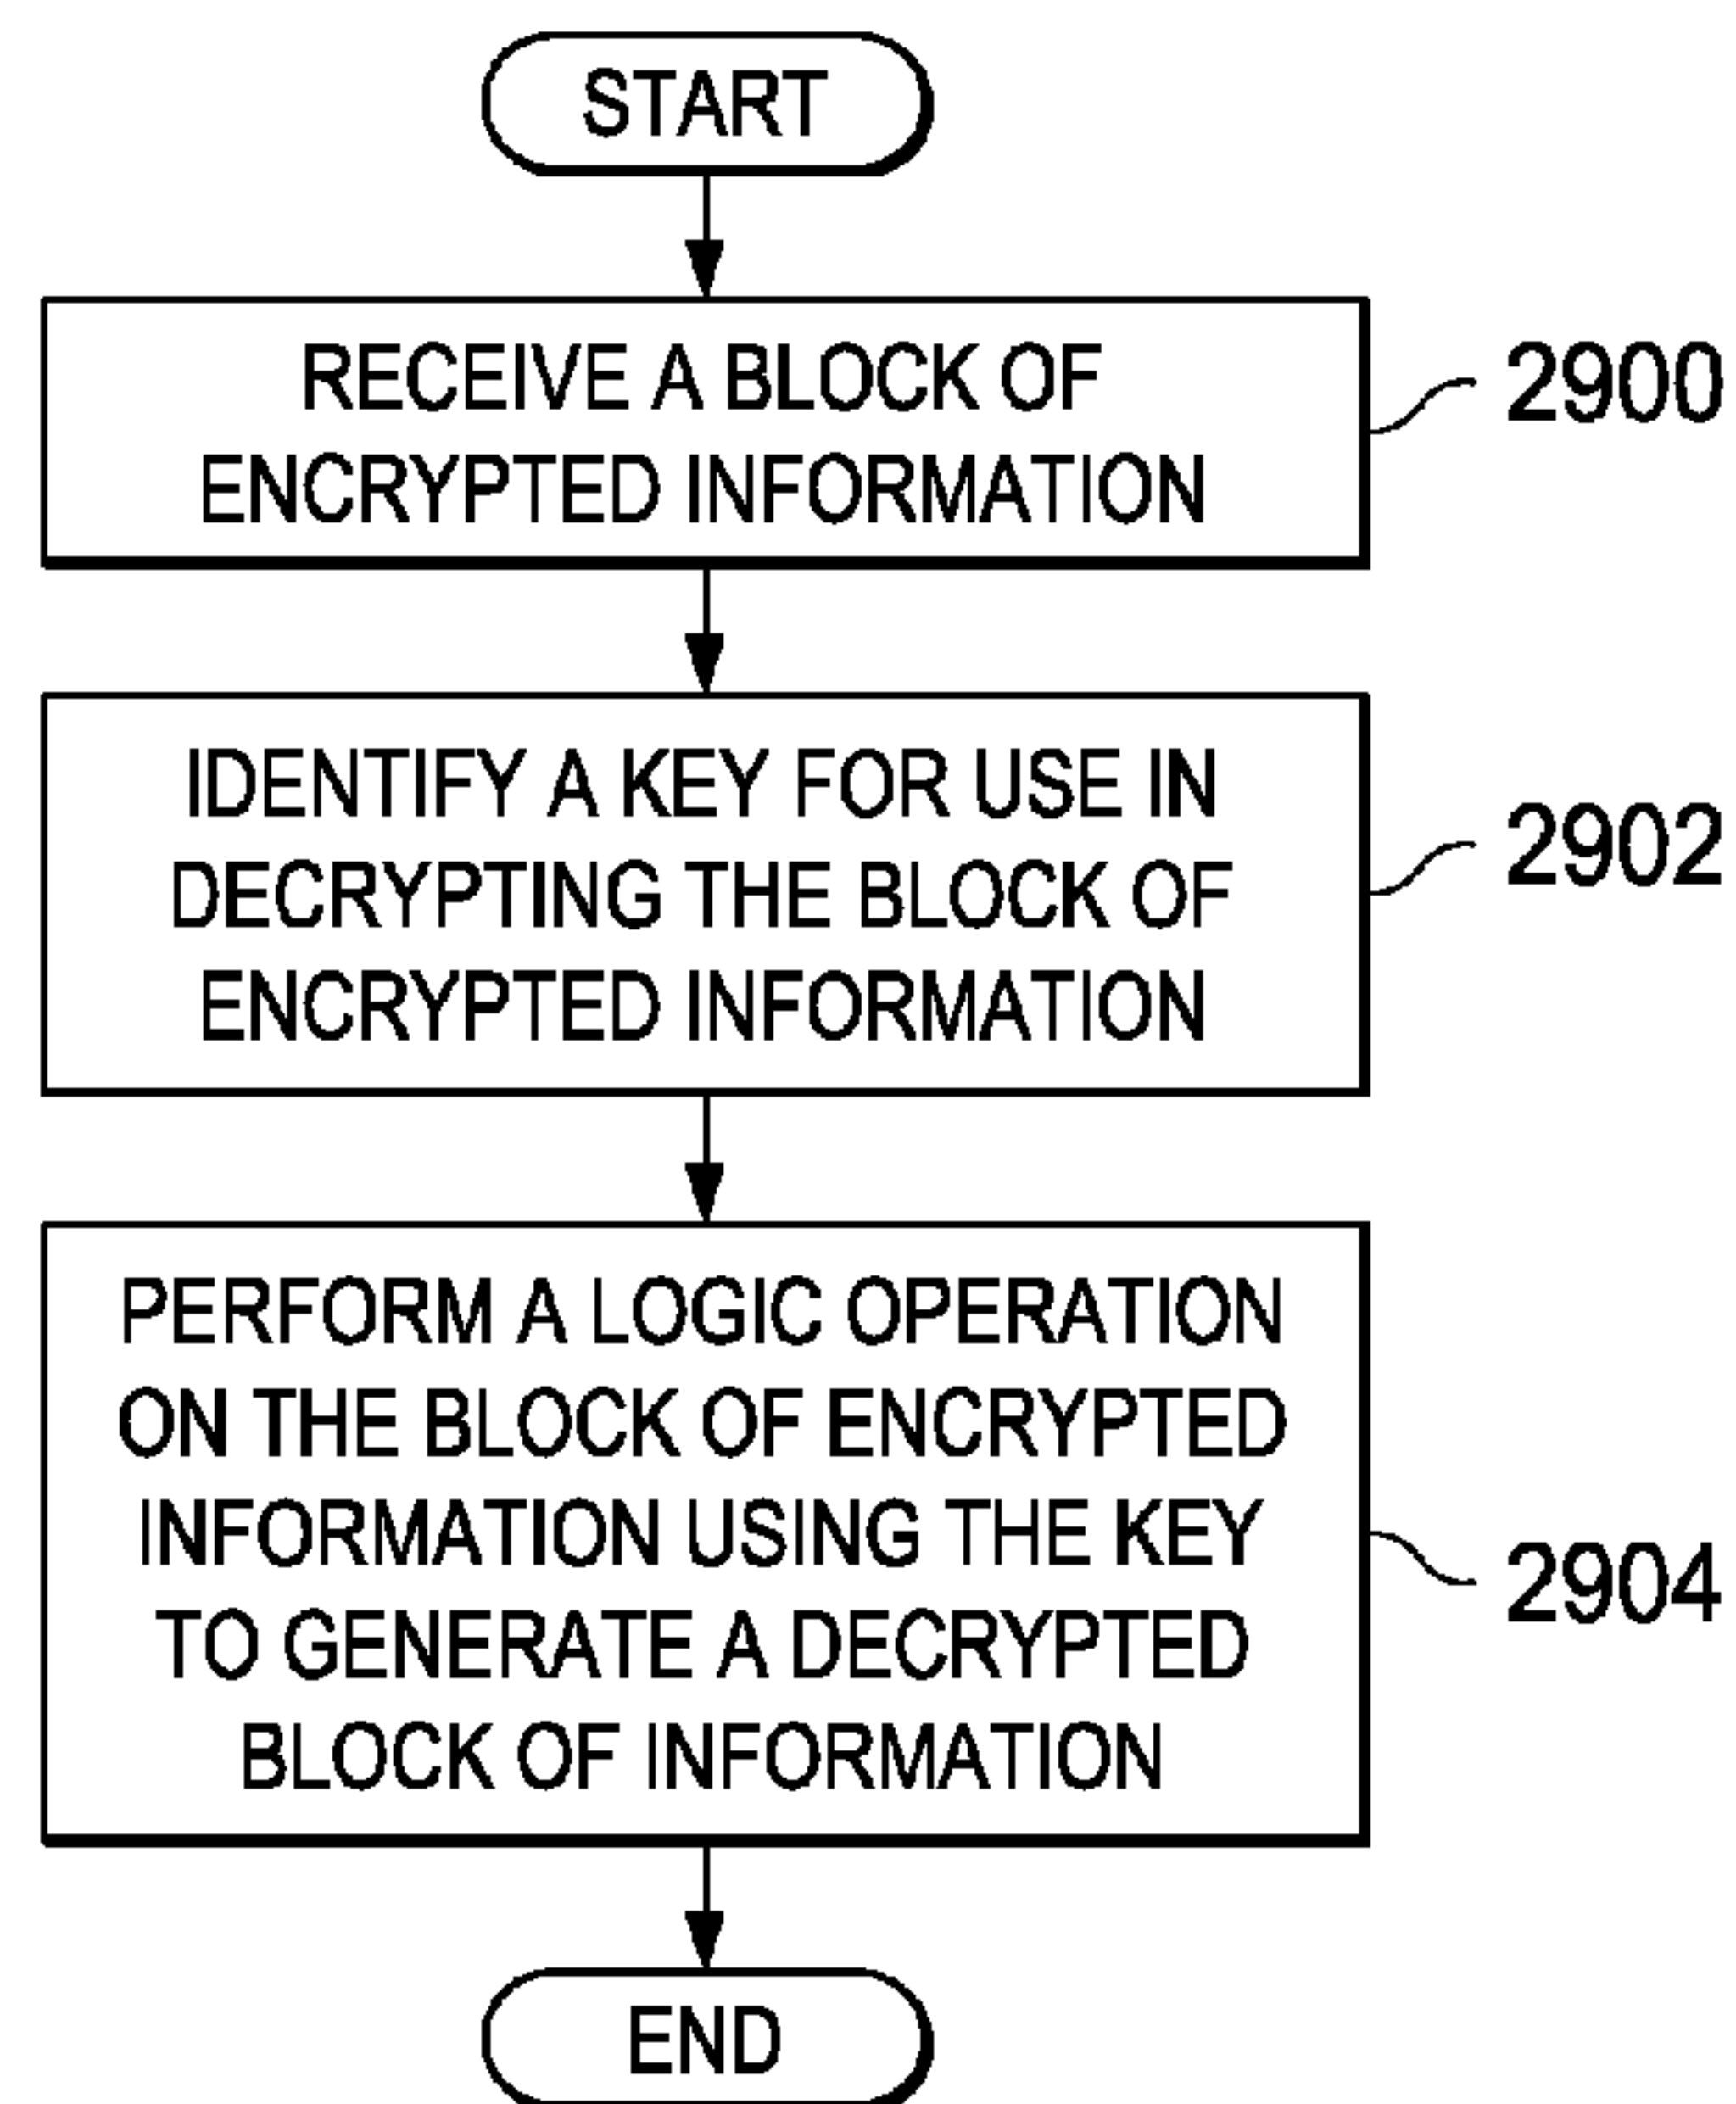 START
RECEIVE A BLOCK OF
ENCRYPTED INFORMATION
2900
IDENTIFY A KEY FOR USE IN
DECRYPTING THE BLOCK OF
ENCRYPTED INFORMATION
2902
PERFORM A LOGIC OPERATION
ON THE BLOCK OF ENCRYPTED
INFORMATION USING THE KEY
TO GENERATE A DECRYPTED
BLOCK OF INFORMATION
2904
END